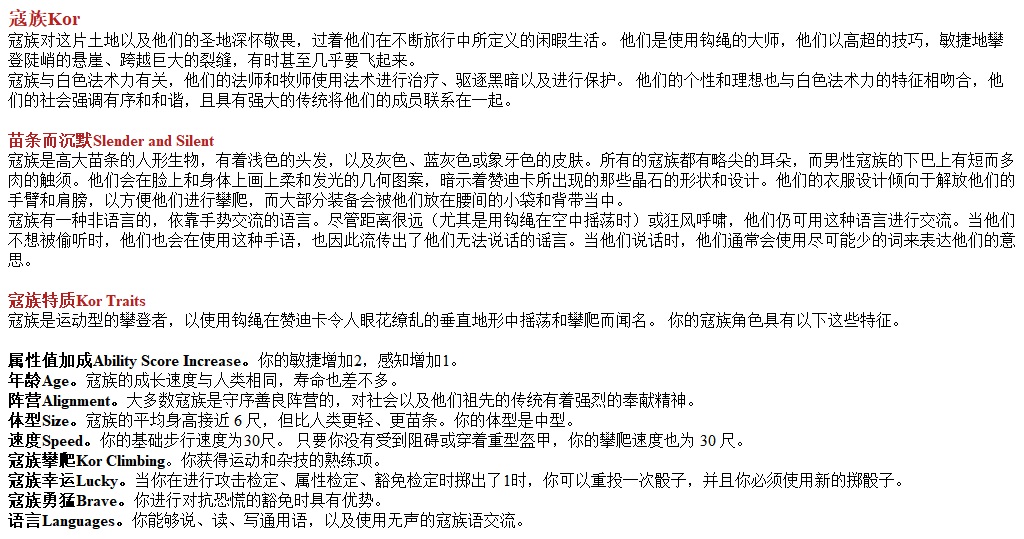 寇族Kor
寇族对这片土地以及他们的圣地深怀敬畏，过着他们在不断旅行中所定义的闲暇生活。 他们是使用钩绳的大师，他们以高超的技巧，敏捷地攀
登陡峭的悬崖、跨越巨大的裂缝，有时甚至几乎要飞起来。
寇族与白色法术力有关，他们的法师和牧师使用法术进行治疗、驱逐黑暗以及进行保护。 他们的个性和理想也与白色法术力的特征相吻合，他
们的社会强调有序和和谐，且具有强大的传统将他们的成员联系在一起。
苗条而沉默Slender and Silent
寇族是高大苗条的人形生物，有着浅色的头发，以及灰色、蓝灰色或象牙色的皮肤。所有的寇族都有略尖的耳朵，而男性寇族的下巴上有短而多
肉的触须。他们会在脸上和身体上画上柔和发光的几何图案，暗示着赞迪卡所出现的那些晶石的形状和设计。他们的衣服设计倾向于解放他们的
手臂和肩膀，以方便他们进行攀爬，而大部分装备会被他们放在腰间的小袋和背带当中。
寇族有一种非语言的，依靠手势交流的语言。尽管距离很远（尤其是用钩绳在空中摇荡时）或狂风呼啸，他们仍可用这种语言进行交流。当他们
不想被偷听时，他们也会在使用这种手语，也因此流传出了他们无法说话的谣言。当他们说话时，他们通常会使用尽可能少的词来表达他们的意
思。
寇族特质Kor Traits
寇族是运动型的攀登者，以使用钩绳在赞迪卡令人眼花缭乱的垂直地形中摇荡和攀爬而闻名。 你的寇族角色具有以下这些特征。
属性值加成Ability Score Increase。你的敏捷增加2，感知增加1。
年龄Age。寇族的成长速度与人类相同，寿命也差不多。
阵营Alignment。大多数寇族是守序善良阵营的，对社会以及他们祖先的传统有着强烈的奉献精神。
体型Size。寇族的平均身高接近 6 尺，但比人类更轻、更苗条。你的体型是中型。
速度Speed。你的基础步行速度为30尺。 只要你没有受到阻碍或穿着重型盔甲，你的攀爬速度也为 30 尺。
寇族攀爬Kor Climbing。你获得运动和杂技的熟练项。
寇族幸运Lucky。当你在进行攻击检定、属性检定、豁免检定时掷出了1时，你可以重投一次骰子，并且你必须使用新的掷骰子。
寇族勇猛Brave。你进行对抗恐慌的豁免时具有优势。
语言Languages。你能够说、读、写通用语，以及使用无声的寇族语交流。